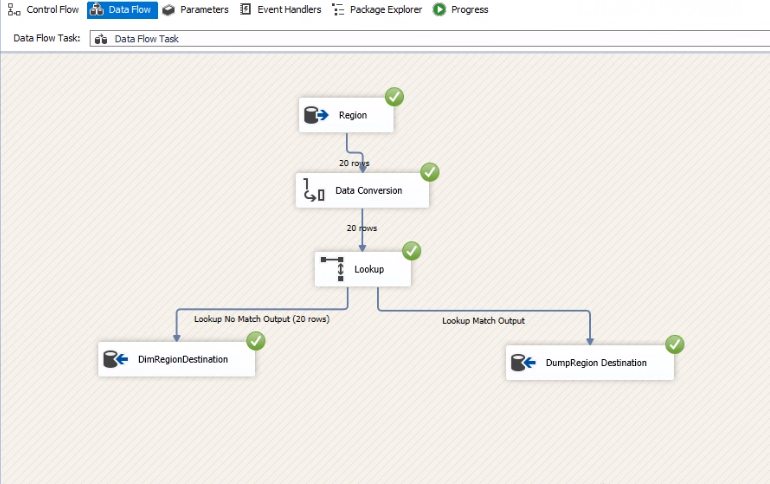 Control Flow Data Flow Parameters Event Handlers Package Explorer Progress
Data Flow Task: Data Flow Task
Region
20 rows
Data Conversion
20 rows
Lookup
Lookup No Match Output (20 rows)
Lookup Match Output
DimRegionDestination
DumpRegion Destination